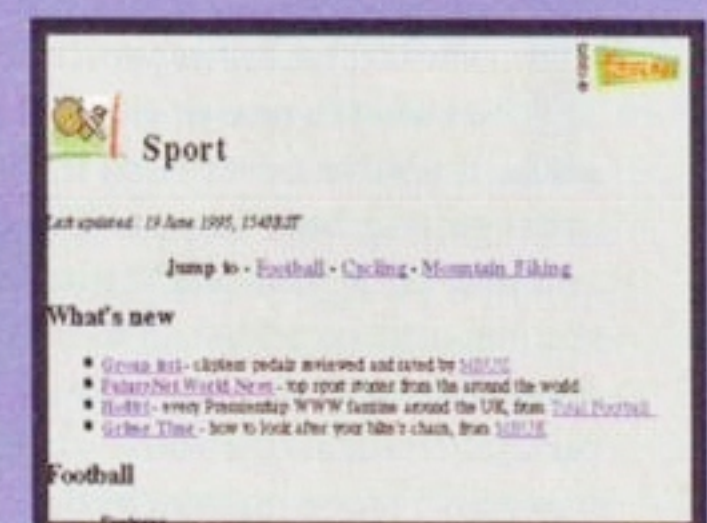 Sport
Last updated: 19 June 1995, 1540BST
Jump to - Football - Cycling - Mountain Biking
What's new
Group test - clipless pedals reviewed and rated by MBUK
FutureNet World News - top sport stories from the around the world
- every Premiership WWW fanzine around the UK, from Total Football
Grime Time - how to look after your bike's chain, from MBUK
Football